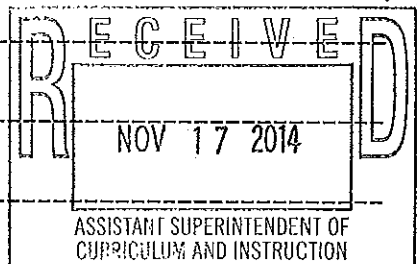 RECEIVED
NOV 17 2014
ASSISTANT SUPERINTENDENT OF
CURRICULUM AND INSTRUCTION